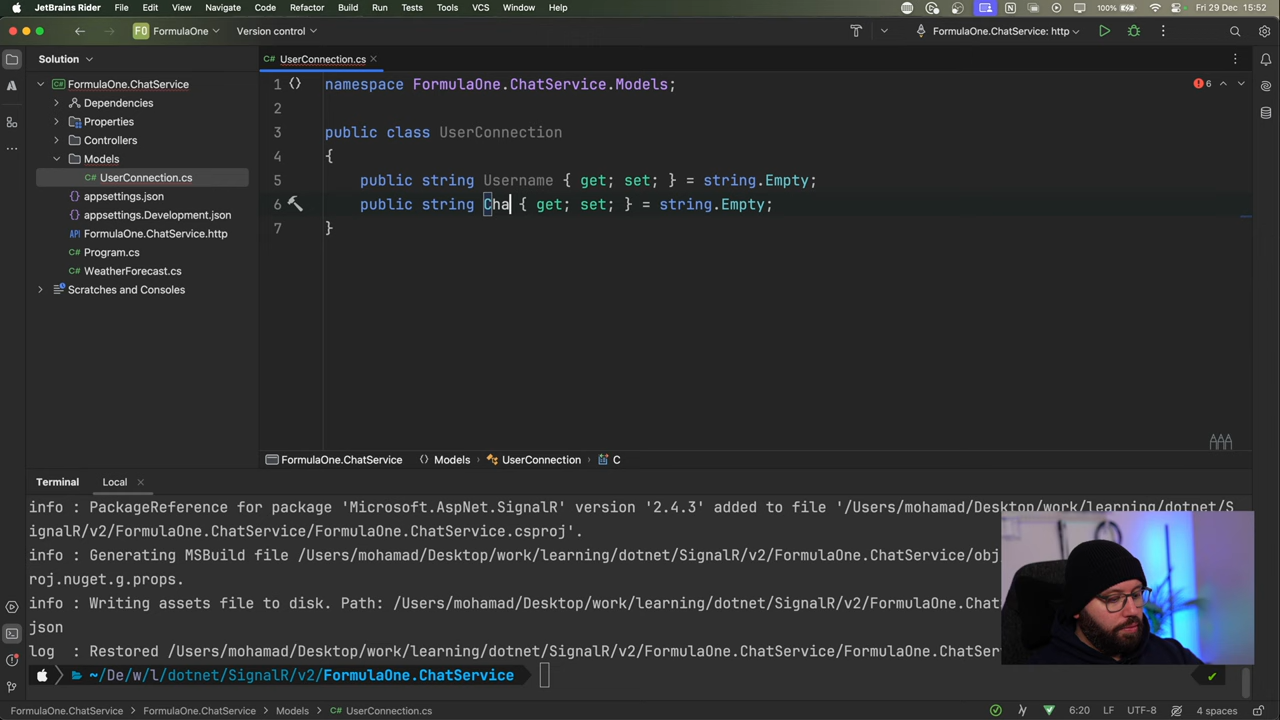 JetBrains Rider File Edit View Navigate Code Refactor Build Run Tests Tools VCS Window Help 100% Fri 29 Dec 15:52
F0 FormulaOne Version control FormulaOne.ChatService: http
Solution
UserConnection.cs
FormulaOne.ChatService
Dependencies
Properties
Controllers
Models
C# UserConnection.cs
appsettings.json
appsettings.Development.json
API FormulaOne.ChatService.http
C# Program.cs
C# WeatherForecast.cs
Scratches and Consoles
1 namespace FormulaOne.ChatService.Models;
6
2
3 public class UserConnection
4 {
5 public string Username { get; set; } = string.Empty;
6 public string Cha { get; set; } = string.Empty;
7 }
FormulaOne.ChatService Models UserConnection C
Terminal Local
info : PackageReference for package 'Microsoft.AspNet.SignalR' version '2.4.3' added to file '/Users/mohamad/Desktop/work/learning/dotnet/S
ignalR/v2/FormulaOne.ChatService/FormulaOne.ChatService.csproj'.
info : Generating MSBuild file /Users/mohamad/Desktop/work/learning/dotnet/SignalR/v2/FormulaOne.ChatService/obj
roj.nuget.g.props.
info : Writing assets file to disk. Path: /Users/mohamad/Desktop/work/learning/dotnet/SignalR/v2/FormulaOne.Cha
json
log : Restored /Users/mohamad/Desktop/work/learning/dotnet/SignalR/v2/FormulaOne.ChatService/FormulaOne.ChatServ
~/De/w/l/dotnet/SignalR/v2/FormulaOne.ChatService
FormulaOne.ChatService FormulaOne.ChatService Models UserConnection.cs 6:20 LF UTF-8 4 spaces